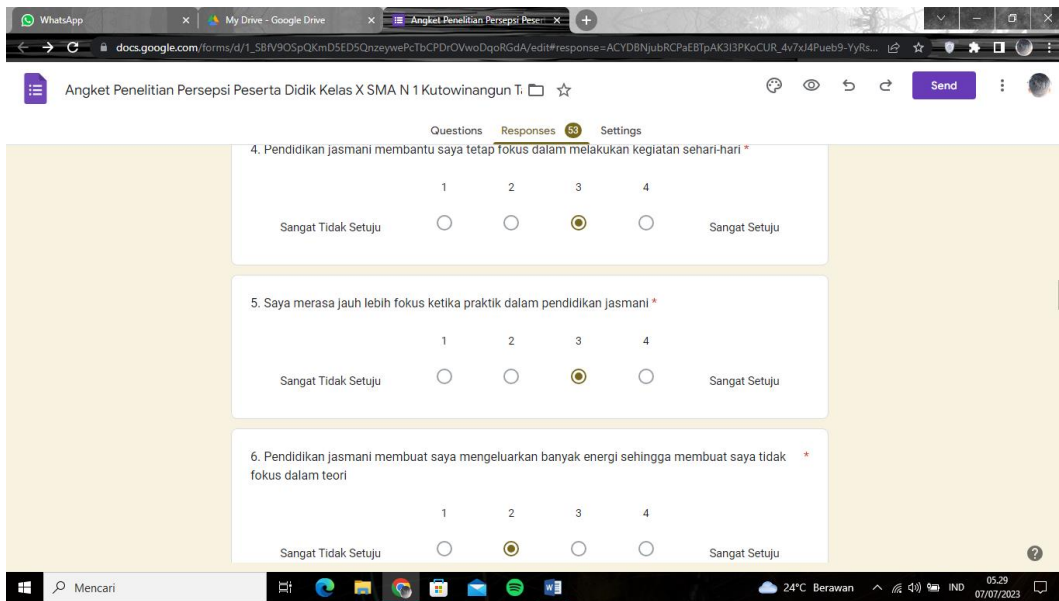 WhatsApp
My Drive - Google Drive
Angket Penelitian Persepsi Peser
docs.google.com/forms/d/1_SBfV9OSpQKmD5ED5QnzeywePcTbCPDrOVwoDqoRGdA/edit#response=ACYDBNjubRCPaEBTpAK3I3PKoCUR_4v7xJ4Pueb9-YyRs...
Angket Penelitian Persepsi Peserta Didik Kelas X SMA N 1 Kutowinangun T
Send
Questions Responses 53 Settings
4. Pendidikan jasmani membantu saya tetap fokus dalam melakukan kegiatan sehari-hari *
1 2 3 4
Sangat Tidak Setuju Sangat Setuju
5. Saya merasa jauh lebih fokus ketika praktik dalam pendidikan jasmani *
1 2 3 4
Sangat Tidak Setuju Sangat Setuju
6. Pendidikan jasmani membuat saya mengeluarkan banyak energi sehingga membuat saya tidak *
fokus dalam teori
1 2 3 4
Sangat Tidak Setuju Sangat Setuju
Mencari
24°C Berawan IND 05.29
07/07/2023